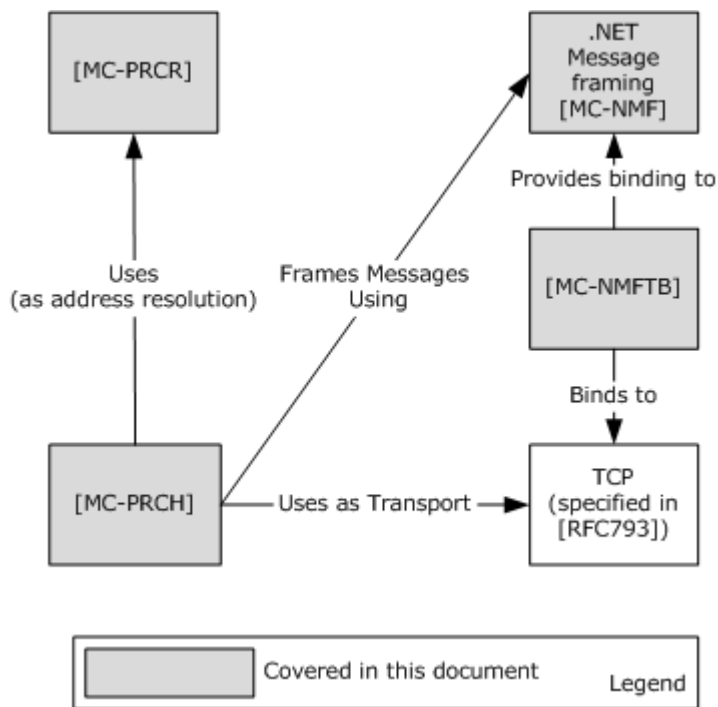 [MC-PRCR]
.NET
Message
framing
[MC-NMF]
Provides binding to
Uses
(as address resolution)
Frames Messages
Using
[MC-NMFTB]
Binds to
[MC-PRCH]
Uses as Transport
TCP
(specified in
[RFC793])
Covered in this document
Legend